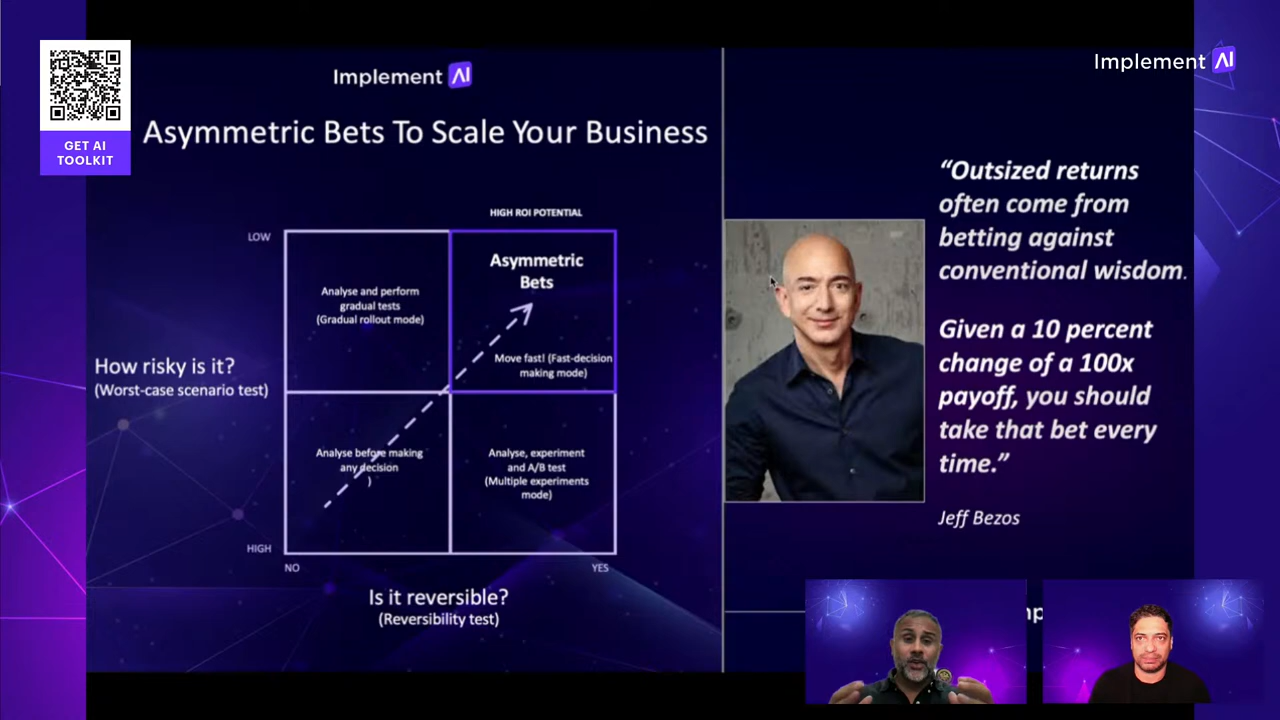 GET AI
TOOLKIT
Implement AI
Implement AI
Asymmetric Bets To Scale Your Business
HIGH ROI POTENTIAL
LOW
Asymmetric
Bets
Analyse and perform
gradual tests
(Gradual rollout mode)
Move fast! (Fast-decision
making mode)
How risky is it?
(Worst-case scenario test)
Analyse before making
any decision
)
Analyse, experiment
and A/B test
(Multiple experiments
mode)
HIGH
NO
YES
Is it reversible?
(Reversibility test)
“Outsized returns
often come from
betting against
conventional wisdom.
Given a 10 percent
change of a 100x
payoff, you should
take that bet every
time.”
Jeff Bezos